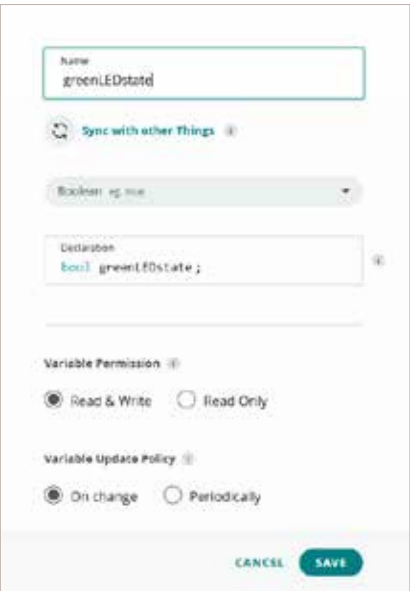 Name
greenLEDstate
Sync with other Things
Boolean eg. true
Declaration
bool greenLEDstate;
Variable Permission
Read & Write Read Only
Variable Update Policy
On change Periodically
CANCEL SAVE